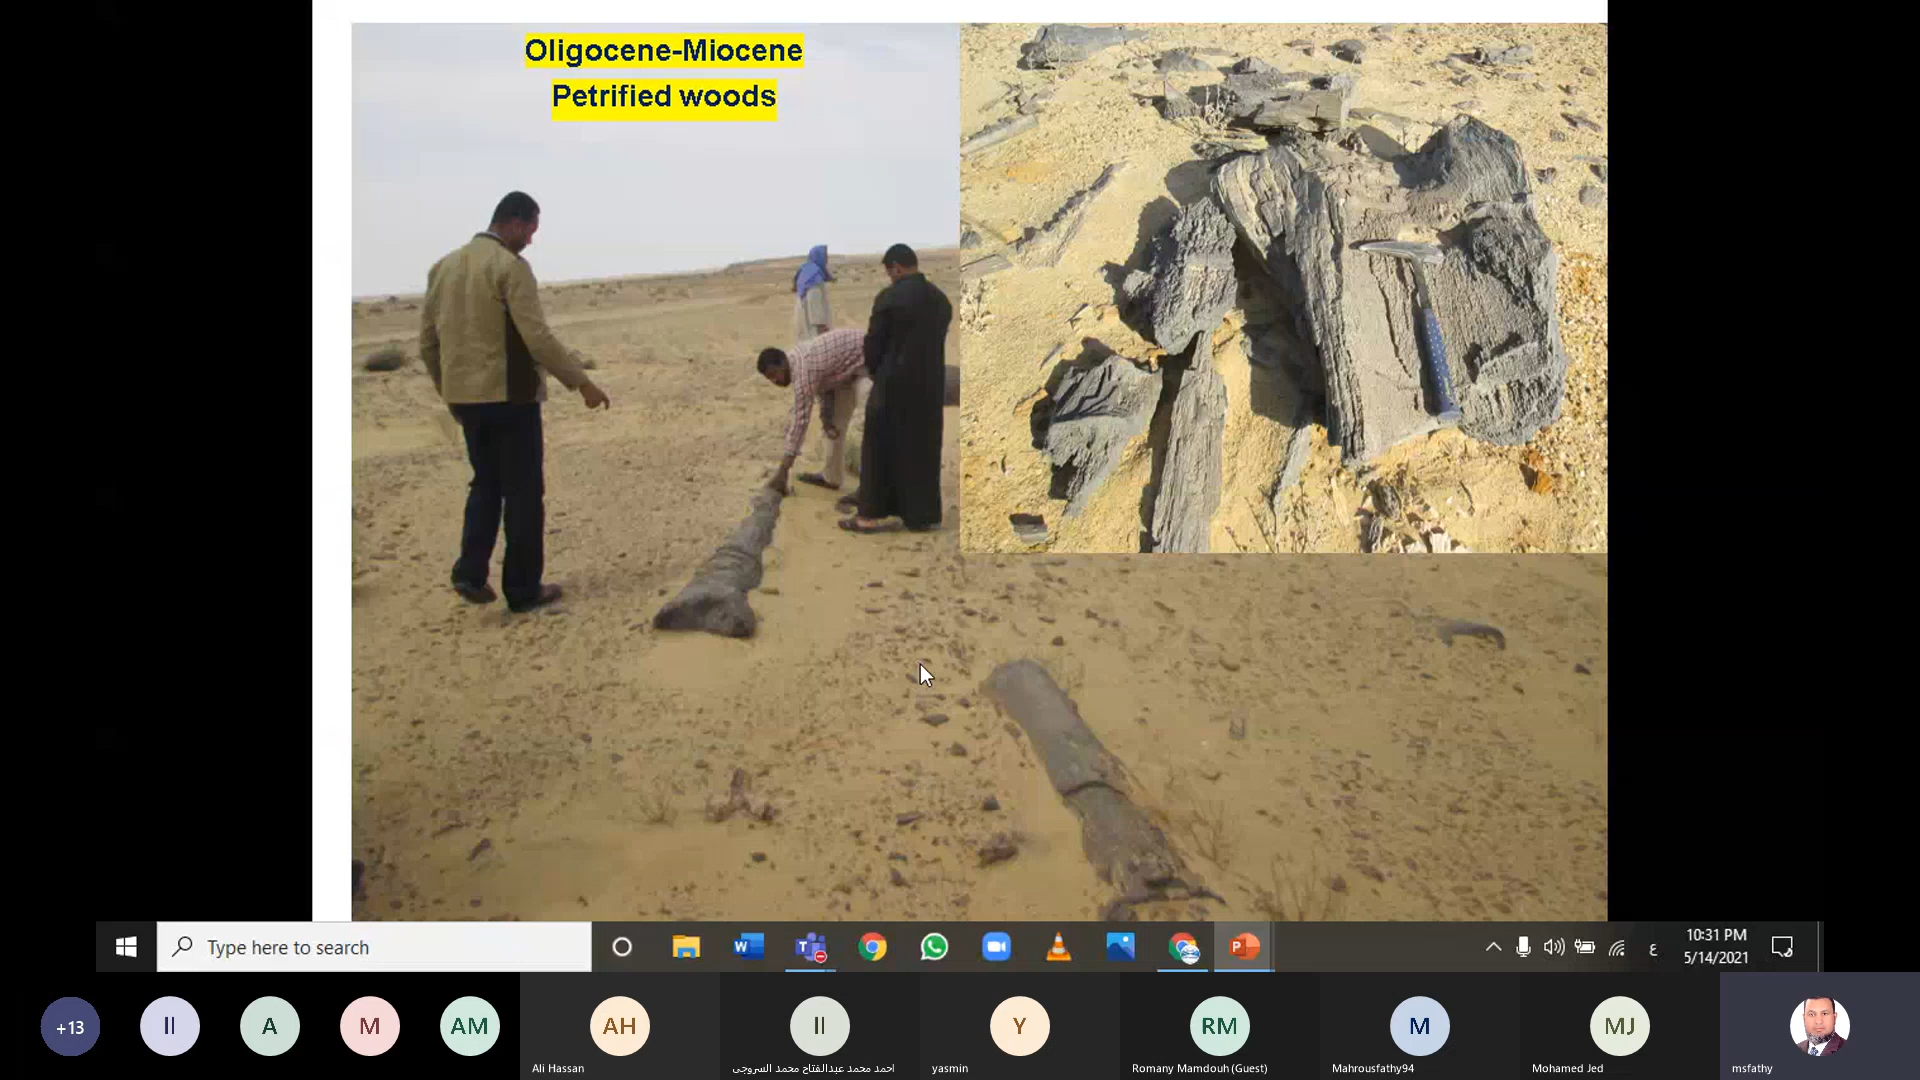 Oligocene-Miocene
Petrified woods
Type here to search
W
P
ع
10:31 PM
5/14/2021
+13
II
A
M
AM
AH
II
Y
RM
M
MJ
Ali Hassan
احمد محمد عبدالفتاح محمد السروجى
yasmin
Romany Mamdouh (Guest)
Mahrousfathy94
Mohamed Jed
msfathy